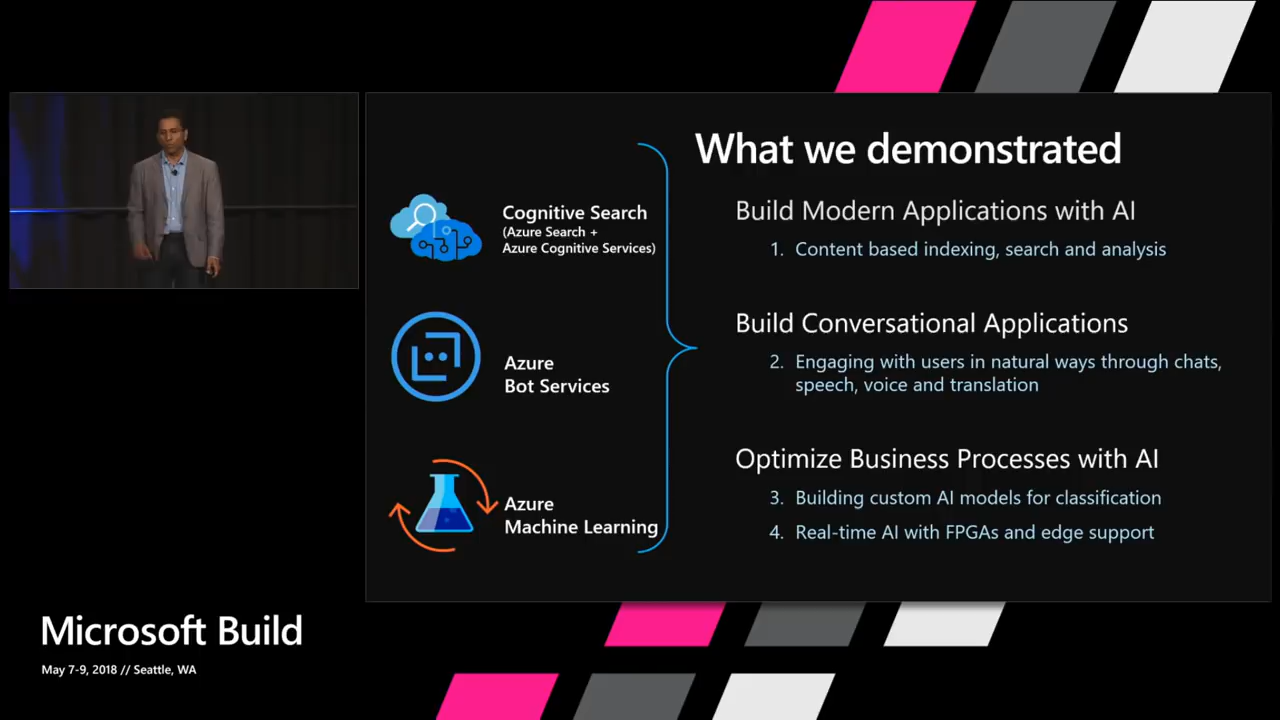 What we demonstrated
Cognitive Search
(Azure Search +
Azure Cognitive Services)
Build Modern Applications with AI
1. Content based indexing, search and analysis
Azure
Bot Services
Build Conversational Applications
2. Engaging with users in natural ways through chats,
speech, voice and translation
Azure
Machine Learning
Optimize Business Processes with AI
3. Building custom AI models for classification
4. Real-time AI with FPGAs and edge support
Microsoft Build
May 7-9, 2018 // Seattle, WA